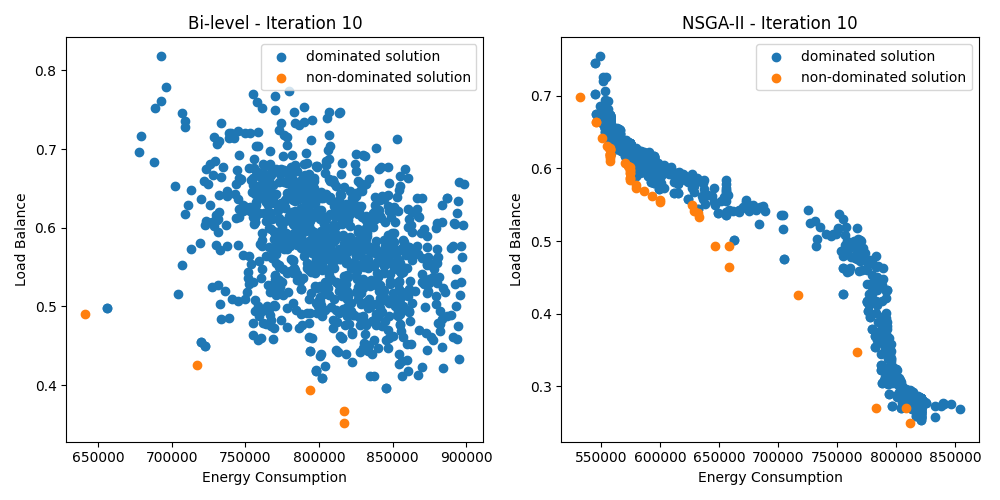 Bi-level - Iteration 10
dominated solution
non-dominated solution
Load Balance
0.8
0.7
0.6
0.5
0.4
650000 700000 750000 800000 850000 900000
Energy Consumption
NSGA-II - Iteration 10
dominated solution
non-dominated solution
Load Balance
0.7
0.6
0.5
0.4
0.3
550000 600000 650000 700000 750000 800000 850000
Energy Consumption